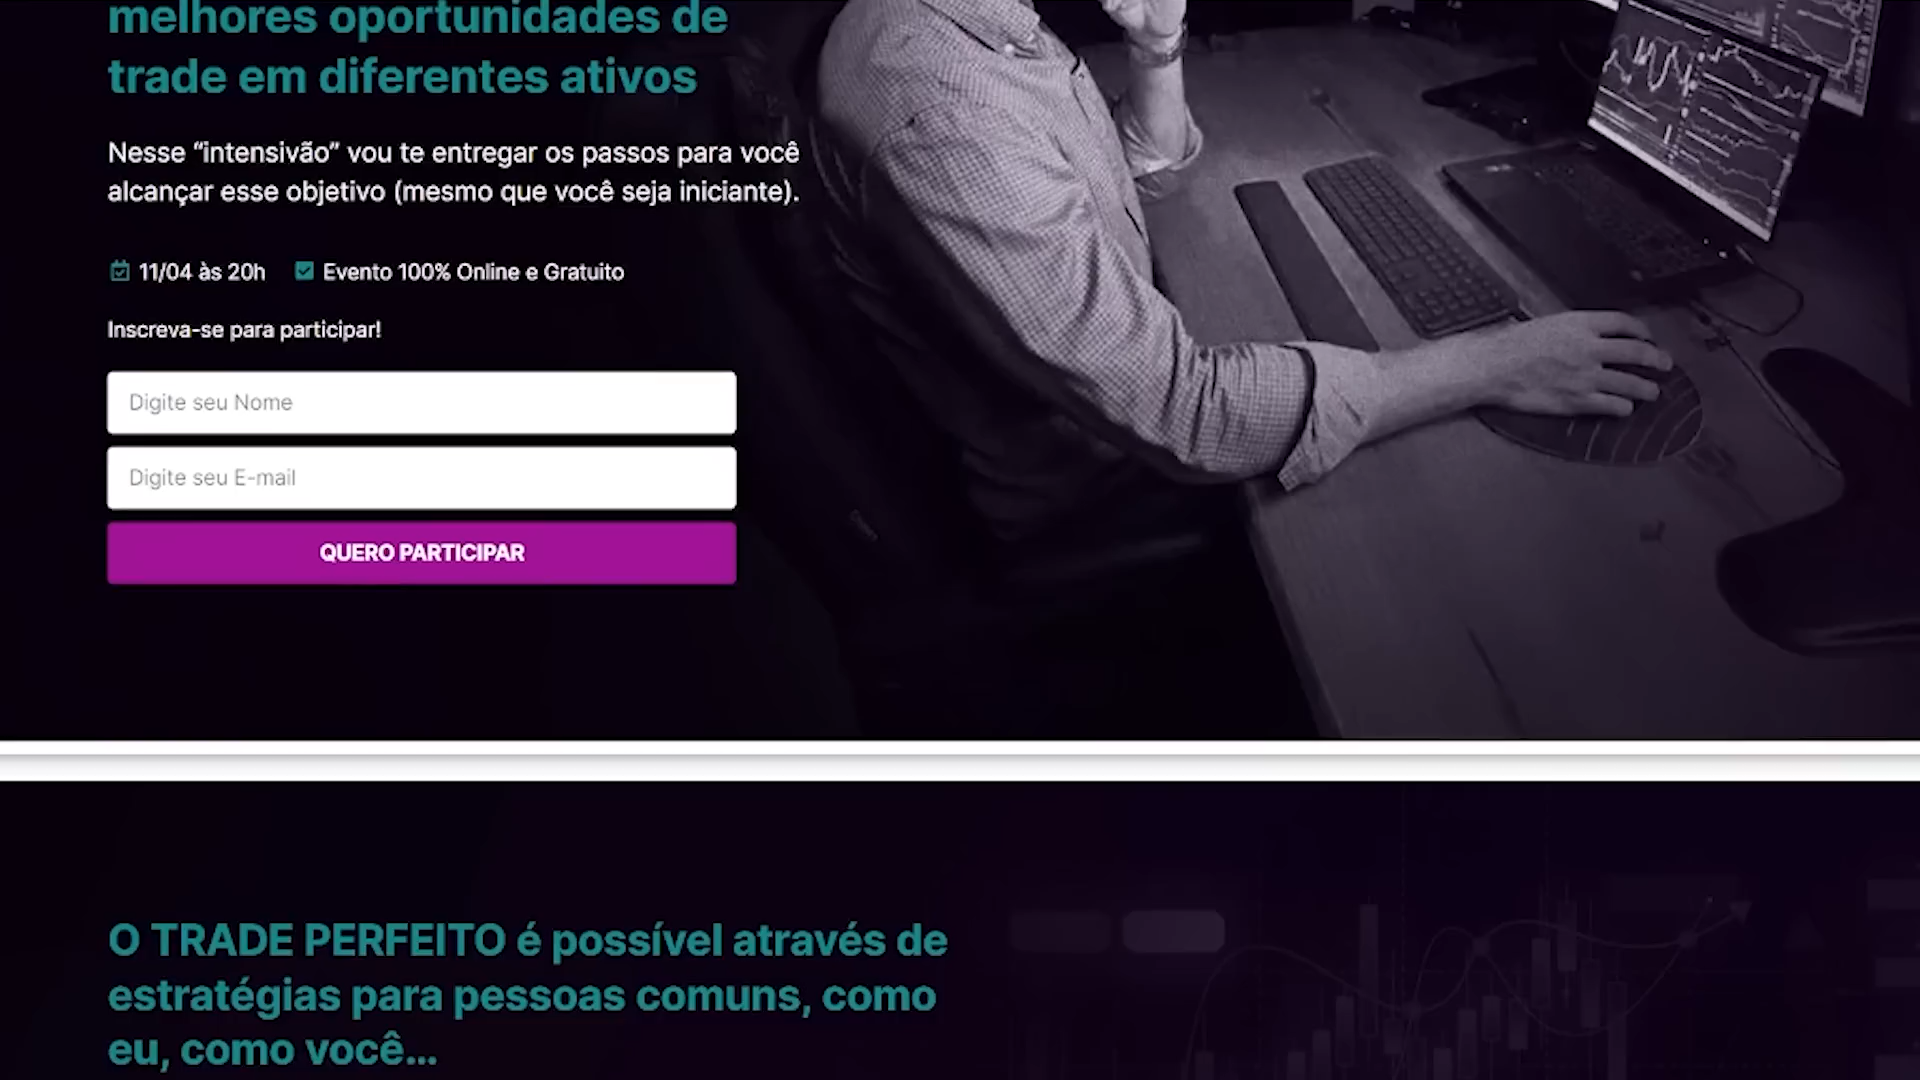 melhores oportunidades de
trade em diferentes ativos
Nesse “intensivão” vou te entregar os passos para você
alcançar esse objetivo (mesmo que você seja iniciante).
11/04 às 20h Evento 100% Online e Gratuito
Inscreva-se para participar!
Digite seu Nome
Digite seu E-mail
QUERO PARTICIPAR
O TRADE PERFEITO é possível através de
estratégias para pessoas comuns, como
eu, como você...